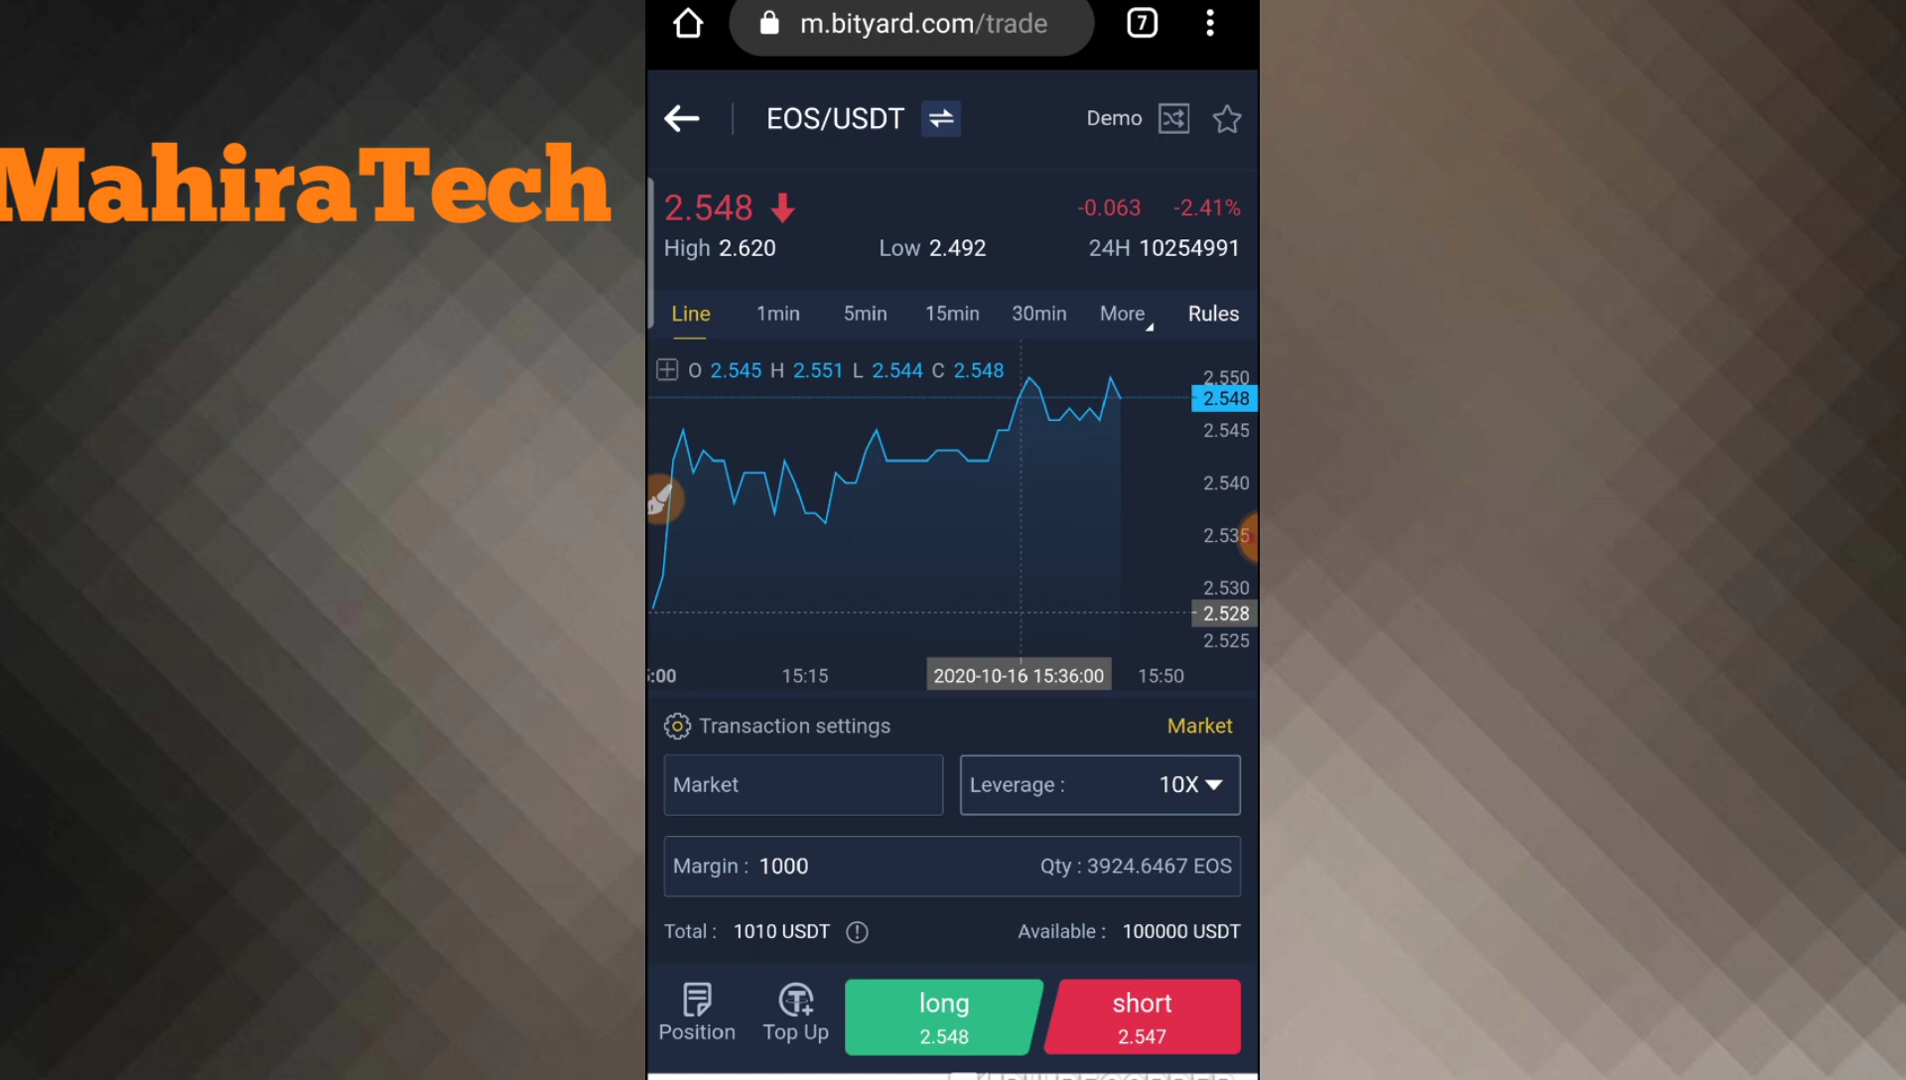 m.bityard.com/trade
7
MahiraTech
EOS/USDT
Demo
2.548
-0.063 -2.41%
High 2.620 Low 2.492 24H 10254991
Line 1min 5min 15min 30min More Rules
O 2.545 H 2.551 L 2.544 C 2.548
2.550
2.548
2.545
2.540
2.535
2.530
2.528
2.525
:00 15:15 2020-10-16 15:36:00 15:50
Transaction settings Market
Market Leverage : 10X
Margin : 1000 Qty : 3924.6467 EOS
Total : 1010 USDT Available : 100000 USDT
Position Top Up
long
2.548
short
2.547